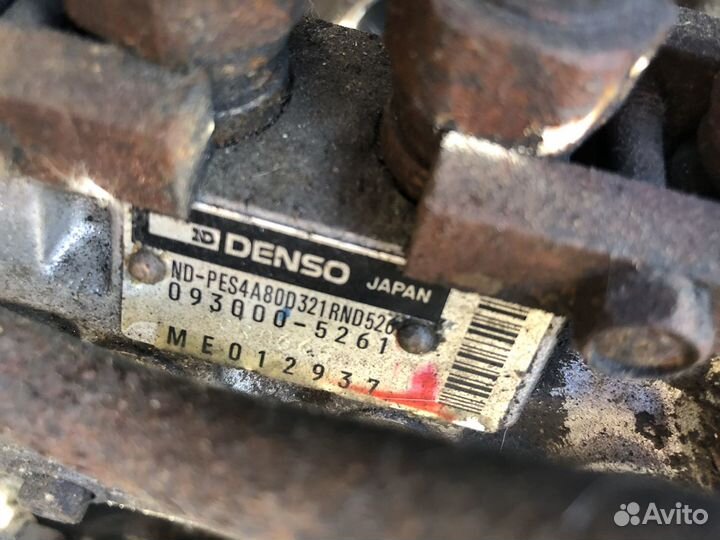 ND DENSO JAPAN
ND-PES4A80D321RND526
093000-5261
ME012937
Avito